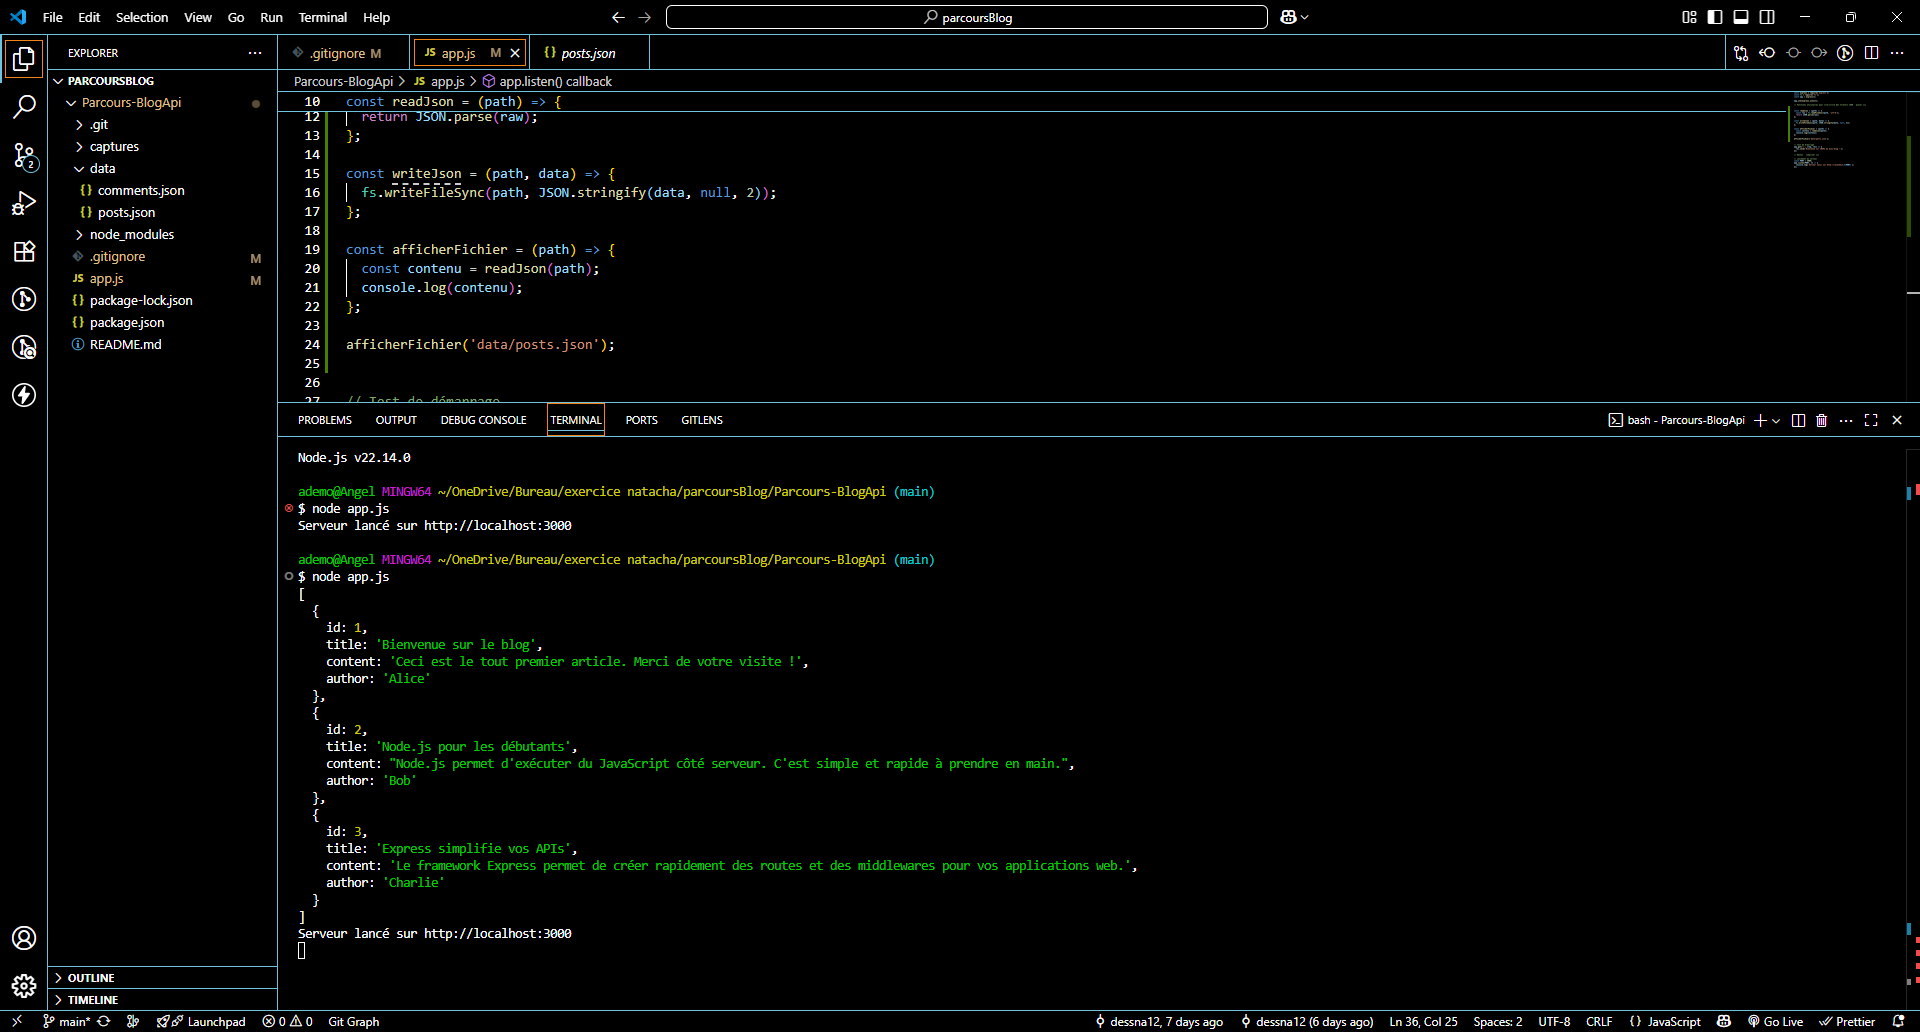 File Edit Selection View Go Run Terminal Help
parcoursBlog
EXPLORER
PARCOURSBLOG
Parcours-BlogApi
.git
captures
data
comments.json
posts.json
node_modules
.gitignore M
app.js M
package-lock.json
package.json
README.md
OUTLINE
TIMELINE
.gitignore M
JS app.js M
{} posts.json
Parcours-BlogApi > JS app.js > app.listen() callback
10 const readJson = (path) => {
12 return JSON.parse(raw);
13 };
14
15 const writeJson = (path, data) => {
16 fs.writeFileSync(path, JSON.stringify(data, null, 2));
17 };
18
19 const afficherFichier = (path) => {
20 const contenu = readJson(path);
21 console.log(contenu);
22 };
23
24 afficherFichier('data/posts.json');
25
26
27 // Test de démarrage
PROBLEMS OUTPUT DEBUG CONSOLE TERMINAL PORTS GITLENS
bash - Parcours-BlogApi
Node.js v22.14.0
ademo@Angel MINGW64 ~/OneDrive/Bureau/exercice natacha/parcoursBlog/Parcours-BlogApi (main)
$ node app.js
Serveur lancé sur http://localhost:3000
ademo@Angel MINGW64 ~/OneDrive/Bureau/exercice natacha/parcoursBlog/Parcours-BlogApi (main)
$ node app.js
[
{
id: 1,
title: 'Bienvenue sur le blog',
content: 'Ceci est le tout premier article. Merci de votre visite !',
author: 'Alice'
},
{
id: 2,
title: 'Node.js pour les débutants',
content: "Node.js permet d'exécuter du JavaScript côté serveur. C'est simple et rapide à prendre en main.",
author: 'Bob'
},
{
id: 3,
title: 'Express simplifie vos APIs',
content: 'Le framework Express permet de créer rapidement des routes et des middlewares pour vos applications web.',
author: 'Charlie'
}
]
Serveur lancé sur http://localhost:3000
main* Launchpad 0 0 Git Graph dessna12, 7 days ago dessna12 (6 days ago) Ln 36, Col 25 Spaces: 2 UTF-8 CRLF {} JavaScript Go Live Prettier